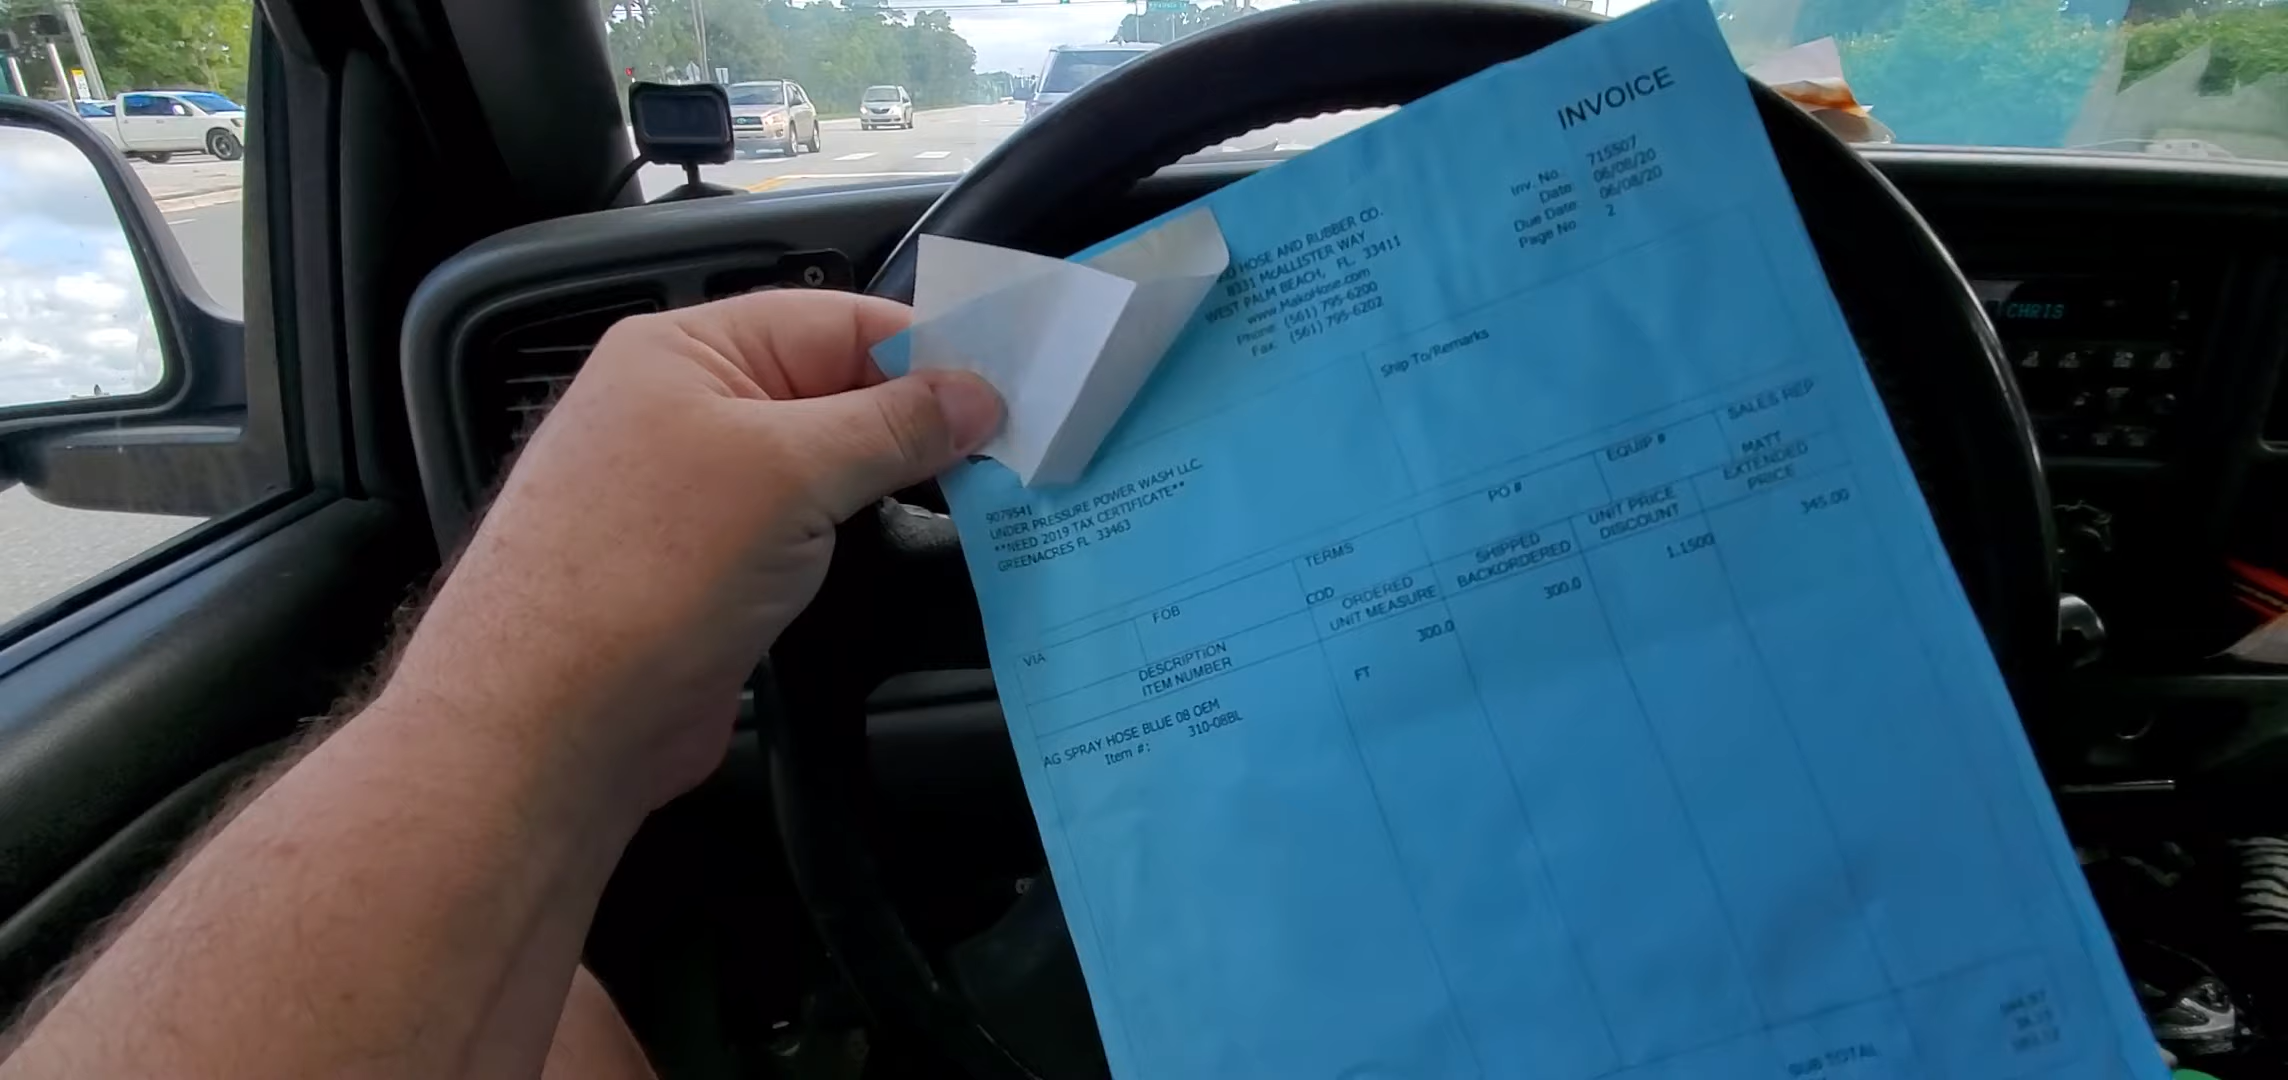 INVOICE
Inv. No 715507
Date: 06/08/20
Due Date: 06/08/20
Page No 2
HOSE AND RUBBER CO.
8331 McALLISTER WAY
WEST PALM BEACH, FL. 33411
www.MakoHose.com
Phone: (561) 795-6200
Fax: (561) 795-6202
Ship To/Remarks
9079541
UNDER PRESSURE POWER WASH LLC.
**NEED 2019 TAX CERTIFICATE**
GREENACRES FL 33463
VIA FOB TERMS PO # EQUIP # SALES REP
COD MATT
DESCRIPTION ORDERED SHIPPED UNIT PRICE EXTENDED
ITEM NUMBER UNIT MEASURE BACKORDERED DISCOUNT PRICE
AG SPRAY HOSE BLUE 08 OEM 300.0 300.0 1.1500 345.00
Item #: 310-08BL FT
SUB TOTAL
CHRIS